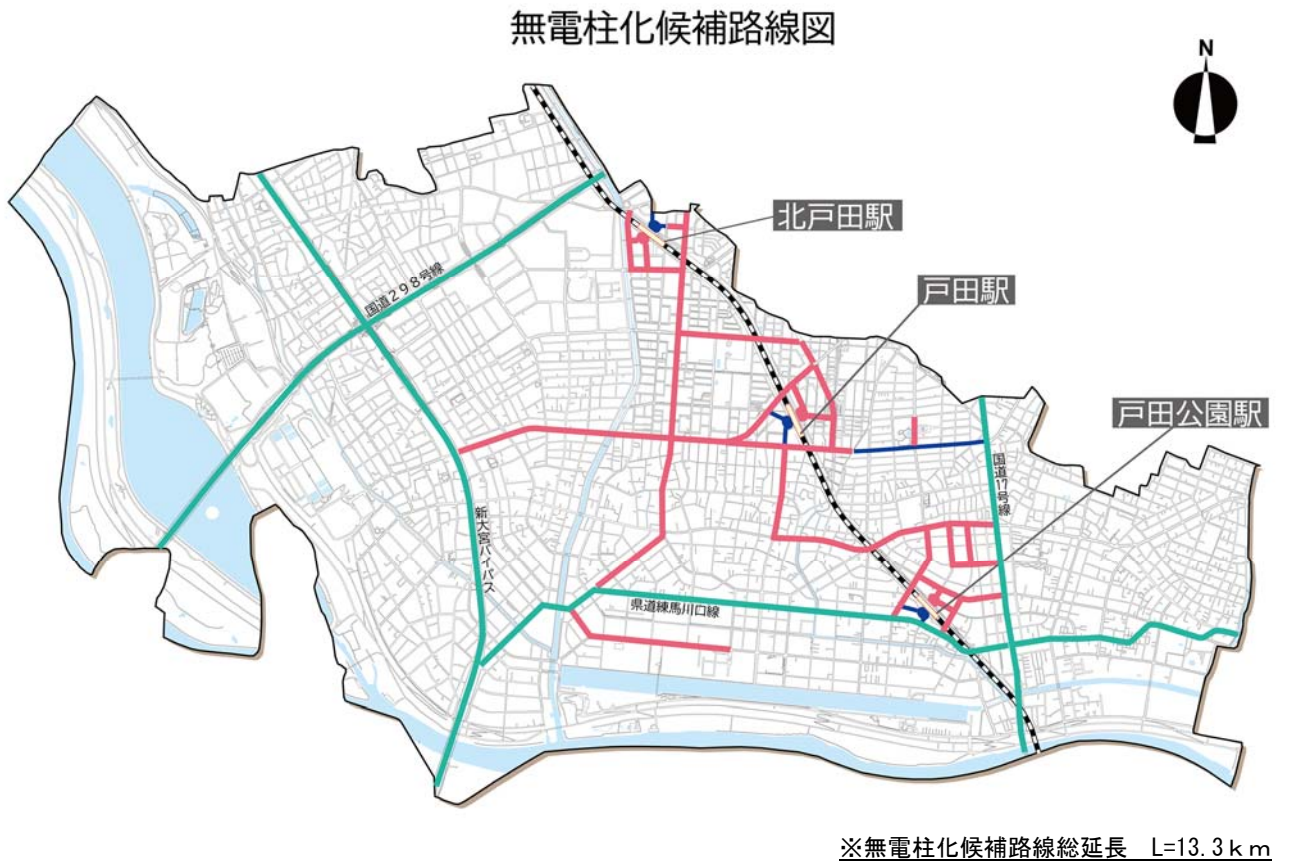 無電柱化候補路線図
N
北戸田駅
国道298号線
戸田駅
戸田公園駅
国道17号線
新大宮バイパス
県道練馬川口線
※無電柱化候補路線総延長　L=13.3ｋｍ